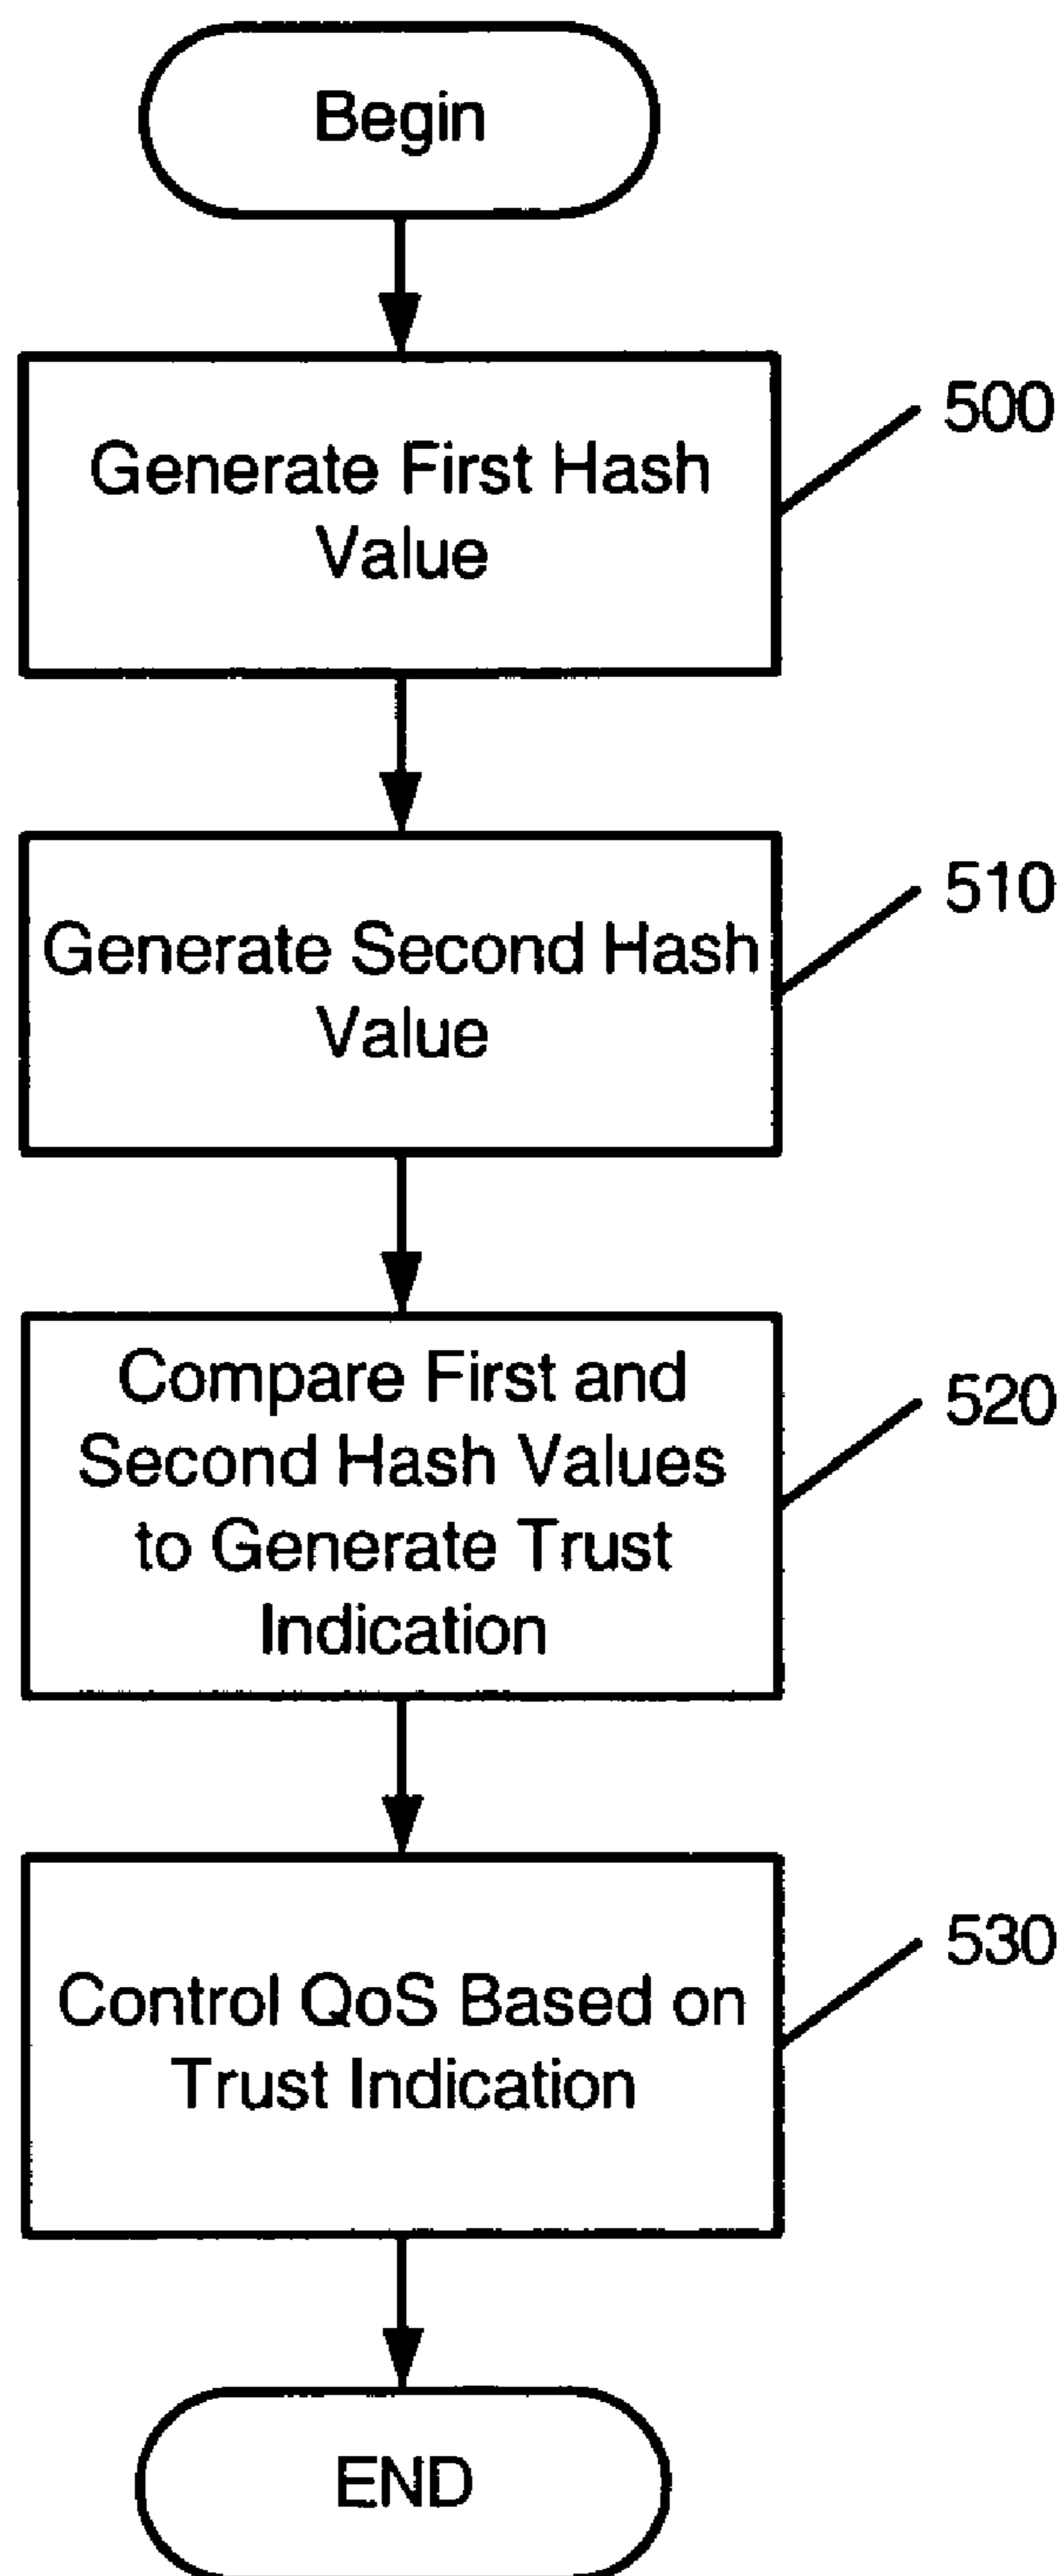 Begin
500
Generate First Hash
Value
510
Generate Second Hash
Value
520
Compare First and
Second Hash Values
to Generate Trust
Indication
530
Control QoS Based on
Trust Indication
END